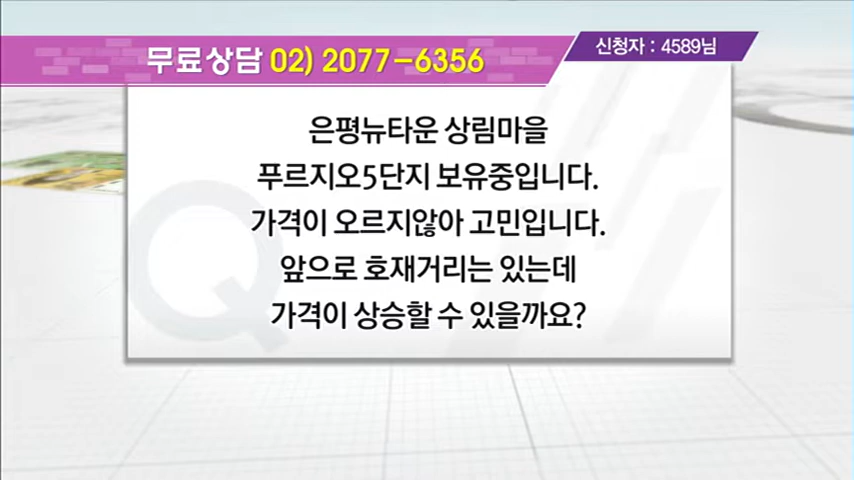 무료상담 02) 2077-6356
신청자 : 4589님
은평뉴타운 상림마을
푸르지오5단지 보유중입니다.
가격이 오르지않아 고민입니다.
앞으로 호재거리는 있는데
가격이 상승할 수 있을까요?